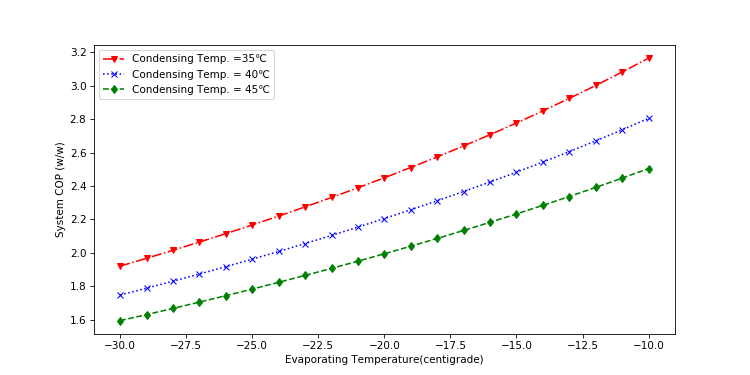 Condensing Temp. =35℃
Condensing Temp. = 40℃
Condensing Temp. = 45℃
System COP (w/w)
3.2
3.0
2.8
2.6
2.4
2.2
2.0
1.8
1.6
−30.0 −27.5 −25.0 −22.5 −20.0 −17.5 −15.0 −12.5 −10.0
Evaporating Temperature(centigrade)